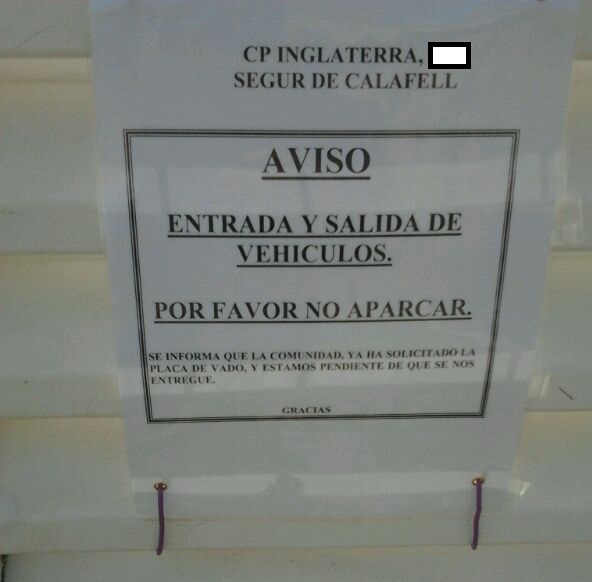 CP INGLATERRA,
SEGUR DE CALAFELL
AVISO
ENTRADA Y SALIDA DE
VEHICULOS.
POR FAVOR NO APARCAR.
SE INFORMA QUE LA COMUNIDAD, YA HA SOLICITADO LA
PLACA DE VADO, Y ESTAMOS PENDIENTE DE QUE SE NOS
ENTREGUE.
GRACIAS